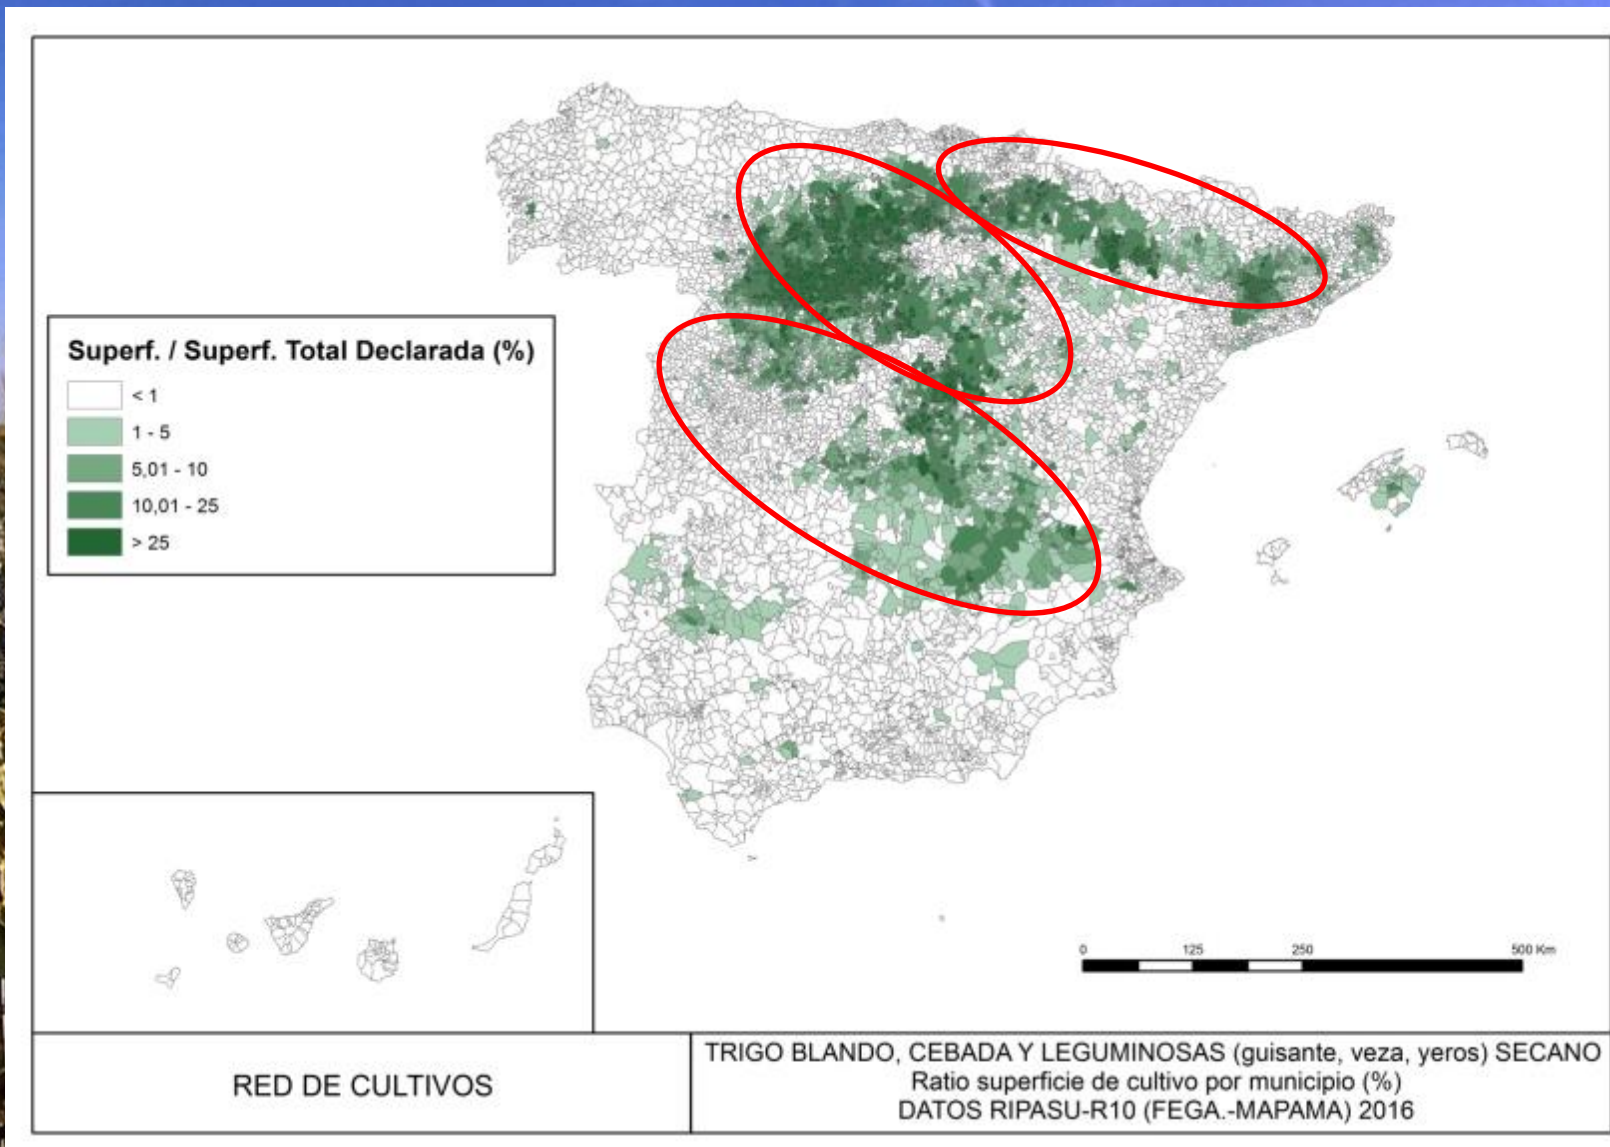 Superf. / Superf. Total Declarada (%)
< 1
1 - 5
5,01 - 10
10,01 - 25
> 25
0 125 250 500 Km
RED DE CULTIVOS
TRIGO BLANDO, CEBADA Y LEGUMINOSAS (guisante, veza, yeros) SECANO
Ratio superficie de cultivo por municipio (%)
DATOS RIPASU-R10 (FEGA.-MAPAMA) 2016